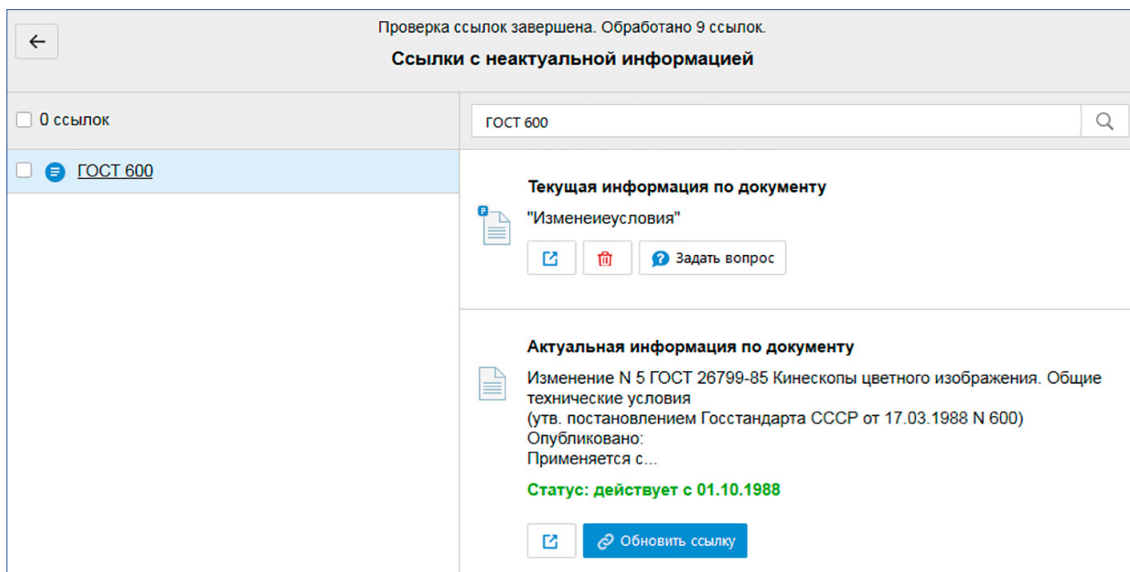 Проверка ссылок завершена. Обработано 9 ссылок.
Ссылки с неактуальной информацией
0 ссылок
ГОСТ 600
ГОСТ 600
Текущая информация по документу
"Изменеиеусловия"
Задать вопрос
Актуальная информация по документу
Изменение N 5 ГОСТ 26799-85 Кинескопы цветного изображения. Общие
технические условия
(утв. постановлением Госстандарта СССР от 17.03.1988 N 600)
Опубликовано:
Применяется с...
Статус: действует с 01.10.1988
Обновить ссылку